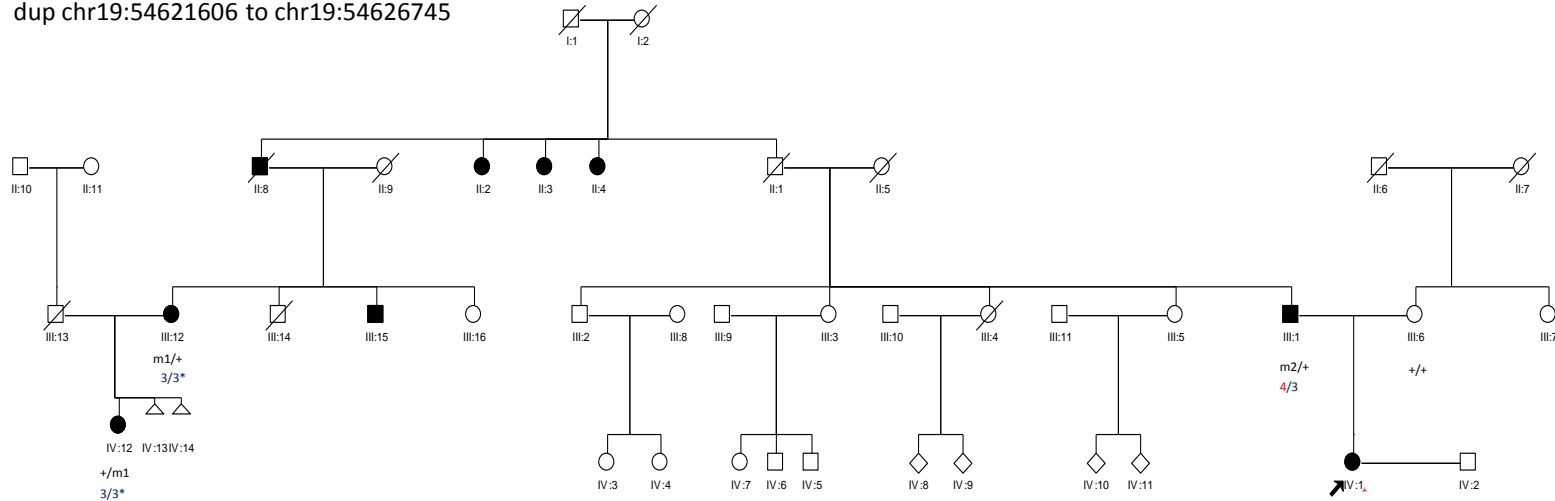 dup chr19:54621606 to chr19:54626745
I:1 I:2
II:10 II:11 II:8 II:9 II:2 II:3 II:4 II:1 II:5 II:6 II:7
III:13 III:12 III:14 III:15 III:16 III:2 III:8 III:9 III:3 III:10 III:4 III:11 III:5 III:1 III:6 III:7
m1/+ m2/+ +/+
3/3* 4/3
IV:12 IV:13 IV:14 IV:3 IV:4 IV:7 IV:6 IV:5 IV:8 IV:9 IV:10 IV:11 IV:1 IV:2
+/m1
3/3*